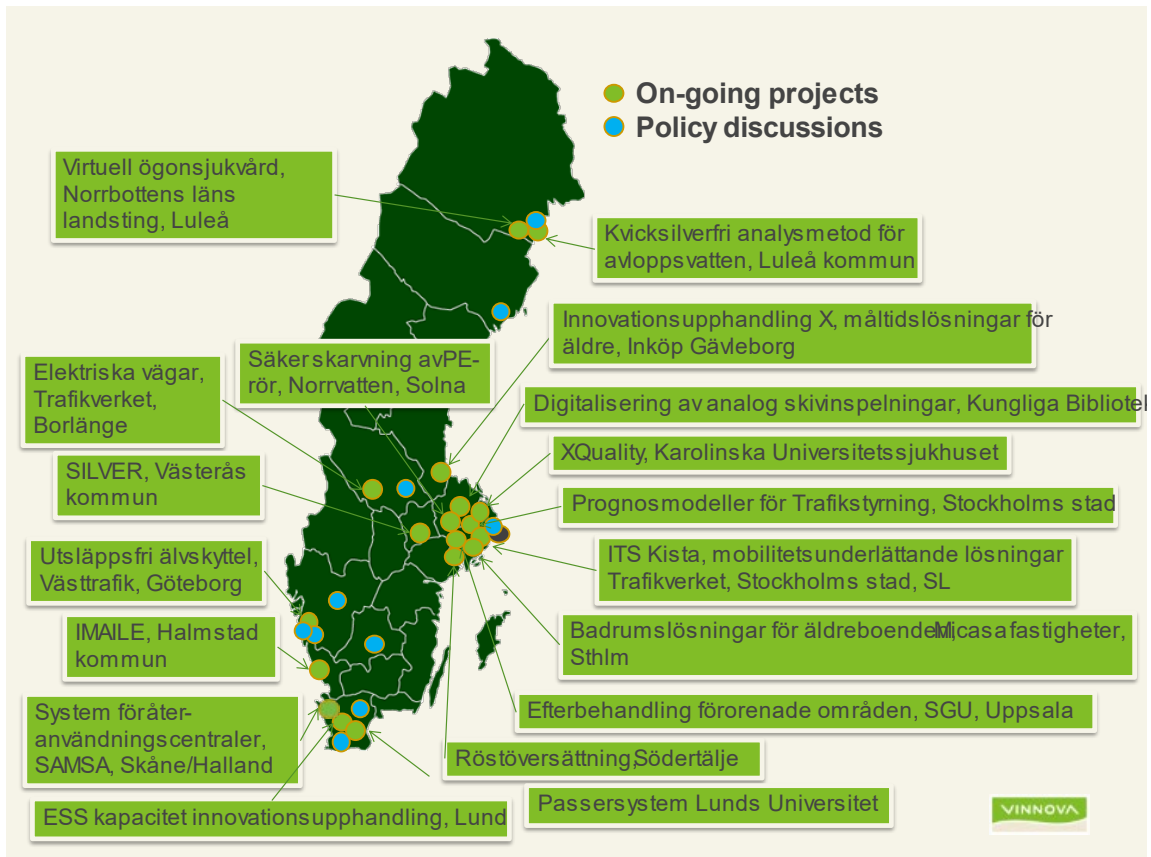 On-going projects
Policy discussions
Virtuell ögonsjukvård,
Norrbottens läns
landsting, Luleå
Kvicksilverfri analysmetod för
avloppsvatten, Luleå kommun
Innovationsupphandling X, måltidslösningar för
äldre, Inköp Gävleborg
Säker skarvning av PE-
rör, Norrvatten, Solna
Elektriska vägar,
Trafikverket,
Borlänge
Digitalisering av analog skivinspelningar, Kungliga Bibliotek
XQuality, Karolinska Universitetssjukhuset
SILVER, Västerås
kommun
Prognosmodeller för Trafikstyrning, Stockholms stad
ITS Kista, mobilitetsunderlättande lösningar
Trafikverket, Stockholms stad, SL
Utsläppsfri älvskyttel,
Västtrafik, Göteborg
IMAILE, Halmstad
kommun
Badrumslösningar för äldreboenden, Micasa fastigheter,
Sthlm
System för åter-
användningscentraler,
SAMSA, Skåne/Halland
Efterbehandling förorenade områden, SGU, Uppsala
Röstöversättning, Södertälje
Passersystem Lunds Universitet
ESS kapacitet innovationsupphandling, Lund
VINNOVA